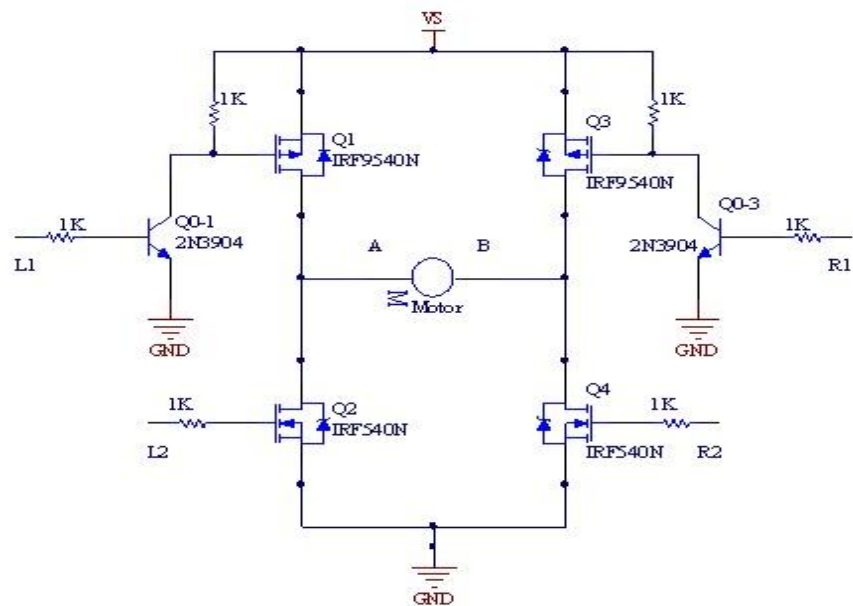 VS
1K
1K
Q1
IRF9540N
Q3
IRF9540N
1K
Q0-1
2N3904
L1
Q0-3
2N3904
1K
R1
A
B
M
Motor
GND
GND
1K
Q2
IRF540N
L2
Q4
IRF540N
1K
R2
GND